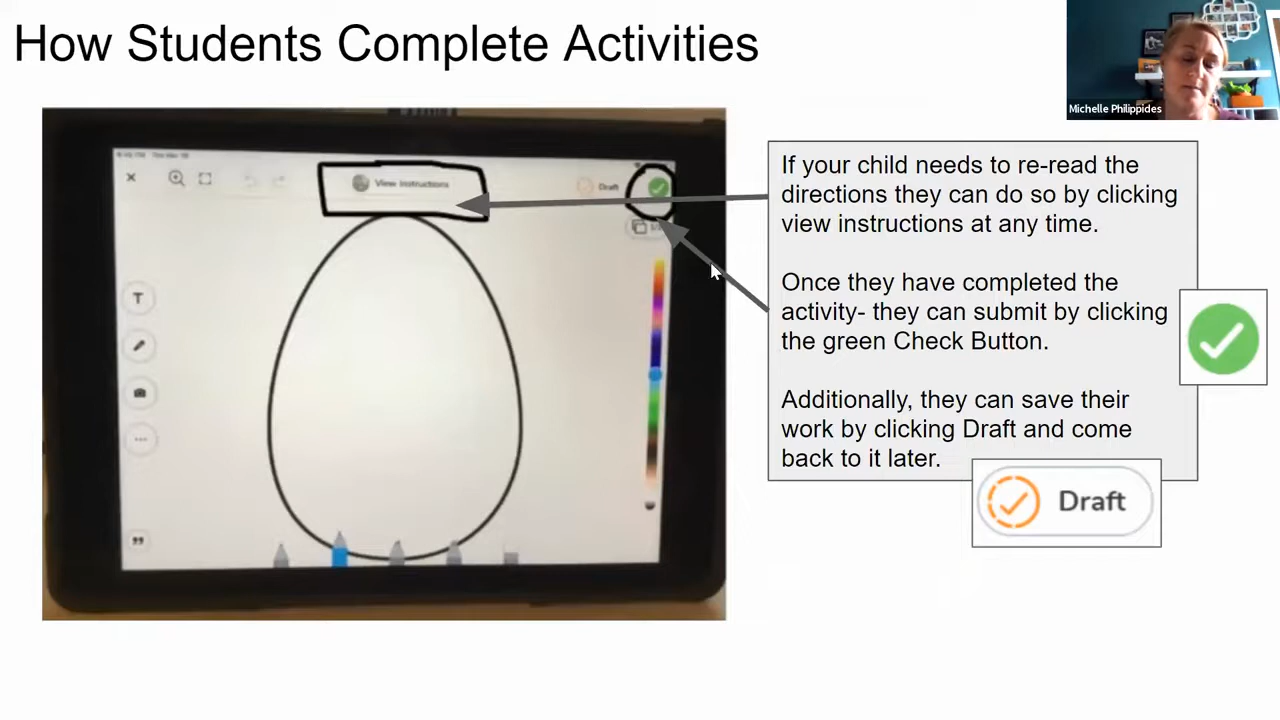 How Students Complete Activities
Michelle Philippides
View Instructions
Draft
T
If your child needs to re-read the
directions they can do so by clicking
view instructions at any time.
Once they have completed the
activity- they can submit by clicking
the green Check Button.
Additionally, they can save their
work by clicking Draft and come
back to it later.
Draft